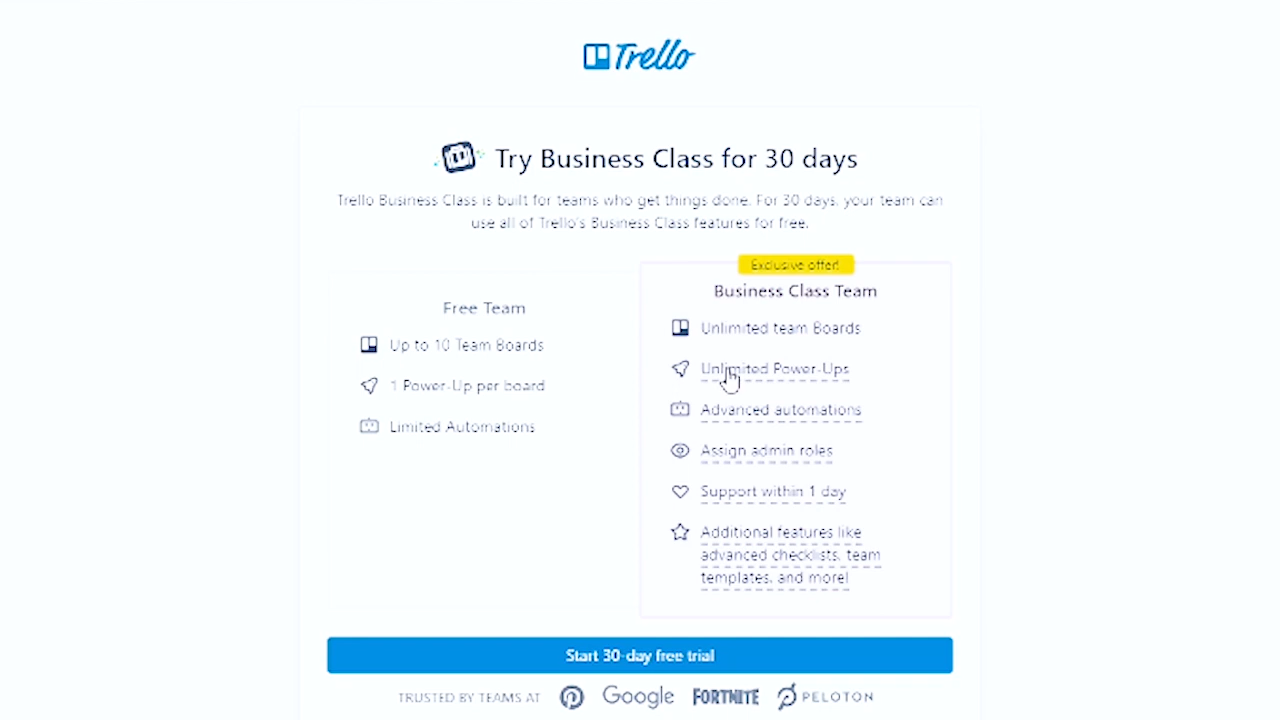 Trello
Try Business Class for 30 days
Trello Business Class is built for teams who get things done. For 30 days, your team can
use all of Trello's Business Class features for free.
Free Team
Up to 10 Team Boards
1 Power-Up per board
Limited Automations
Exclusive offer!
Business Class Team
Unlimited team Boards
Unlimited Power-Ups
Advanced automations
Assign admin roles
Support within 1 day
Additional features like
advanced checklists, team
templates, and more!
Start 30-day free trial
TRUSTED BY TEAMS AT Google FORTNITE PELOTON